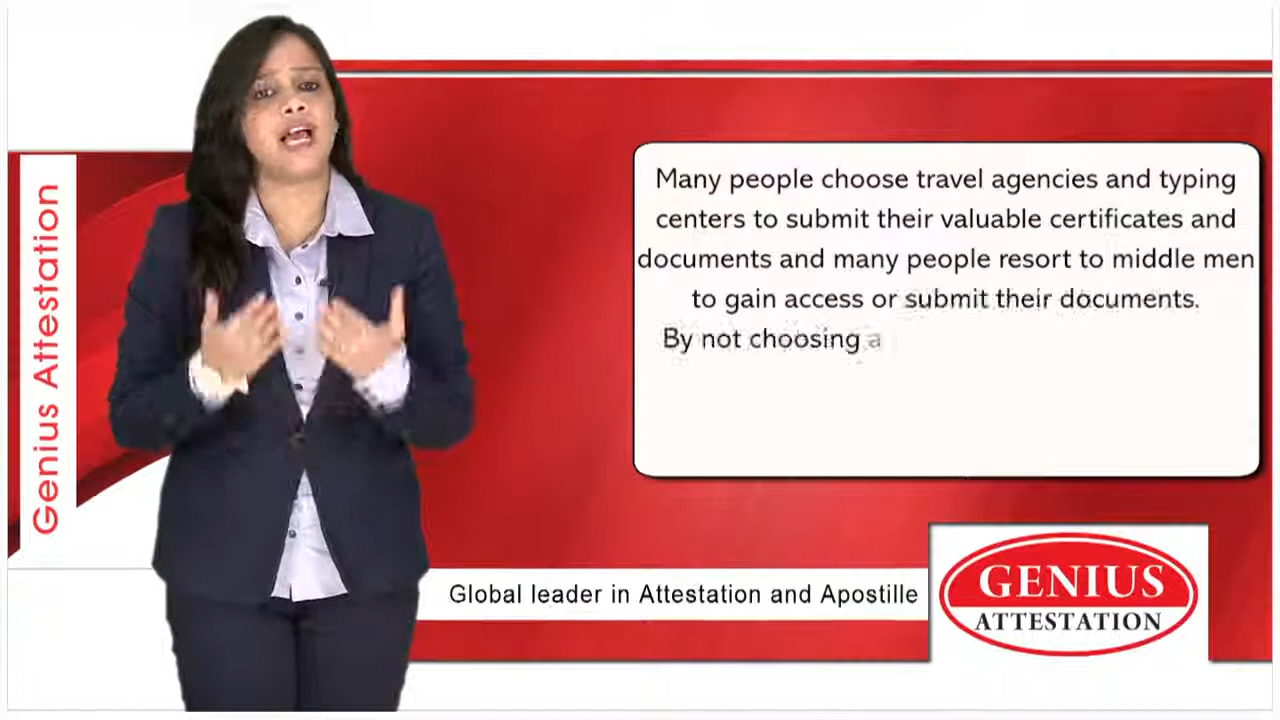 Genius Attestation
Many people choose travel agencies and typing
centers to submit their valuable certificates and
documents and many people resort to middle men
to gain access or submit their documents.
By not choosing a
Global leader in Attestation and Apostille
GENIUS
ATTESTATION